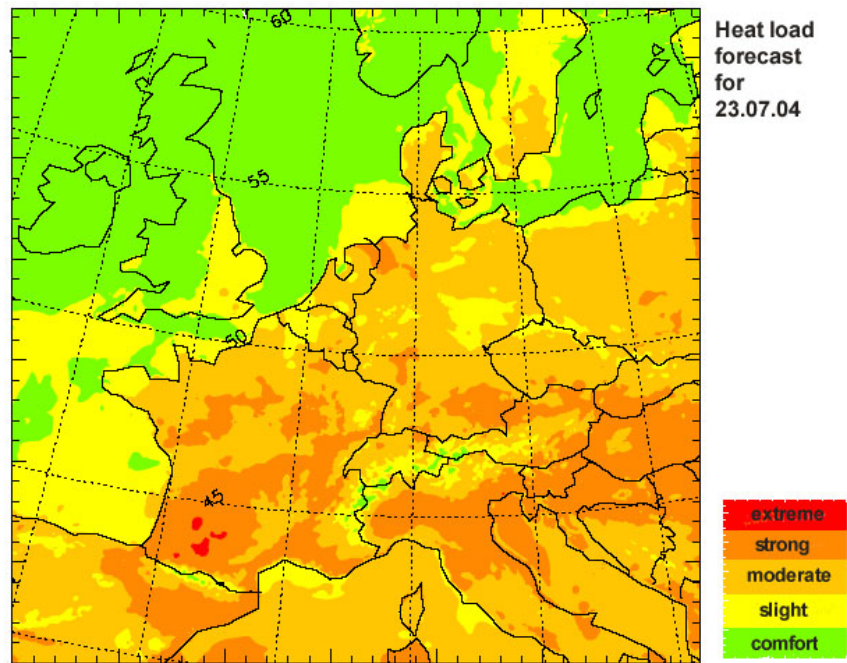 Heat load
forecast
for
23.07.04
60
55
50
45
extreme
strong
moderate
slight
comfort